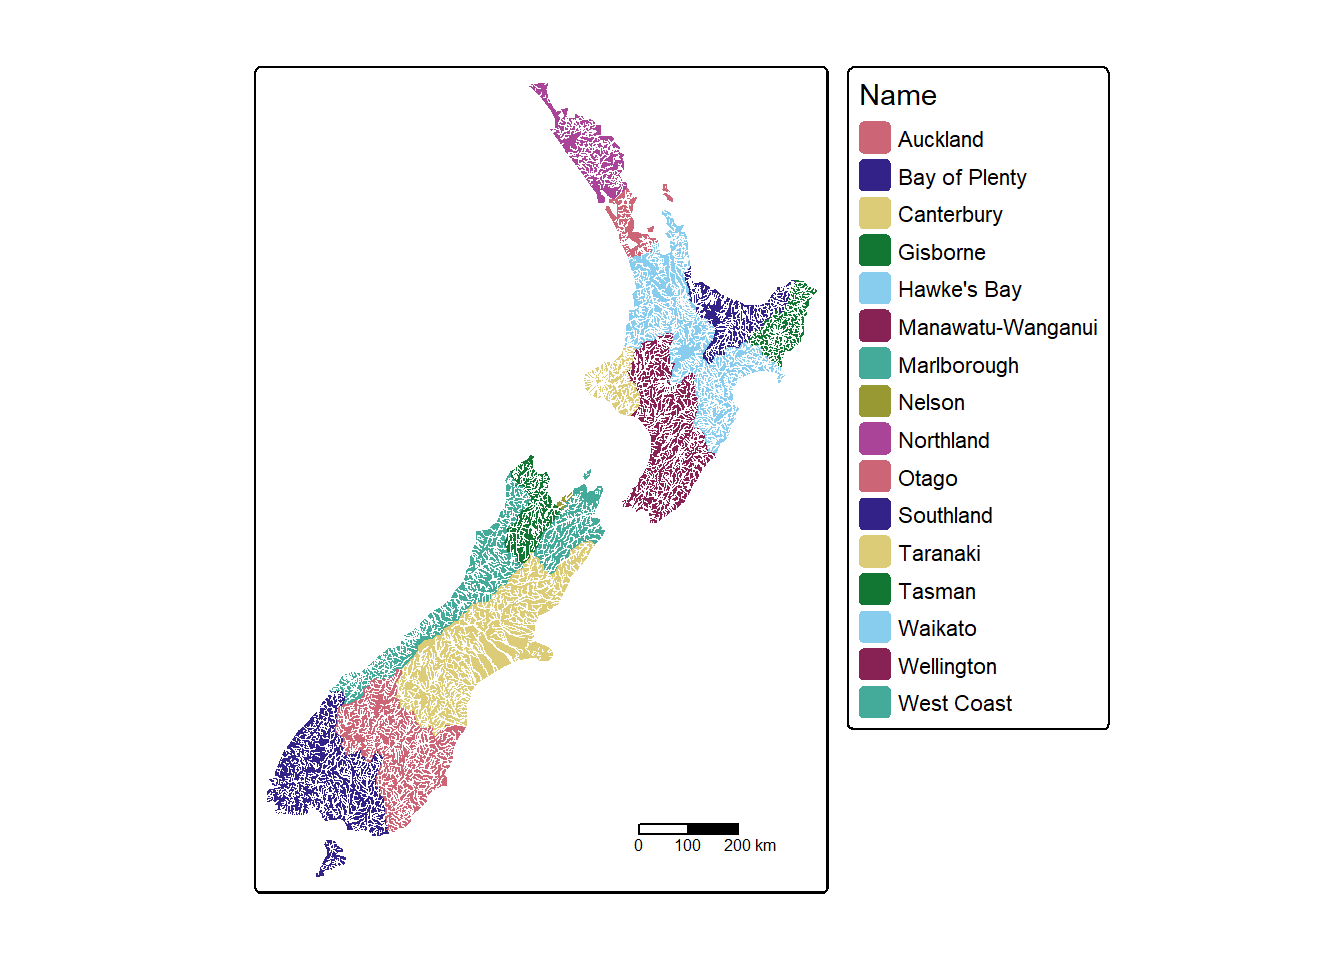 Name
Auckland
Bay of Plenty
Canterbury
Gisborne
Hawke's Bay
Manawatu-Wanganui
Marlborough
Nelson
Northland
Otago
Southland
Taranaki
Tasman
Waikato
Wellington
West Coast
0 100 200 km